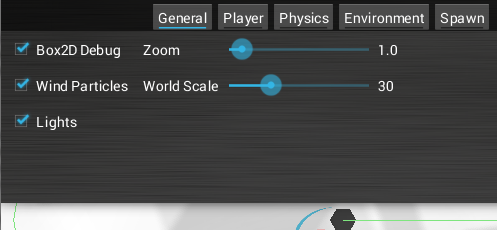 General Player Physics Environment Spawn
Box2D Debug Zoom 1.0
Wind Particles World Scale 30
Lights